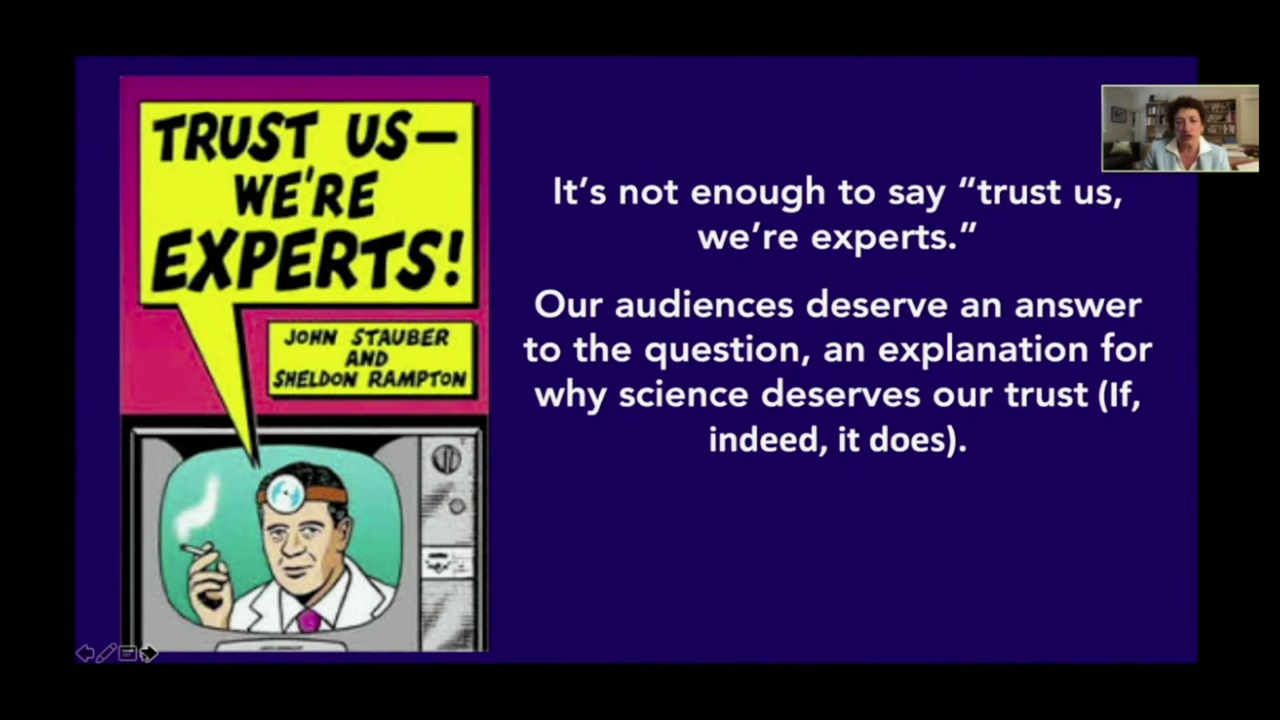 TRUST US—
WE'RE
EXPERTS!
JOHN STAUBER
AND
SHELDON RAMPTON
It’s not enough to say “trust us,
we’re experts.”
Our audiences deserve an answer
to the question, an explanation for
why science deserves our trust (If,
indeed, it does).